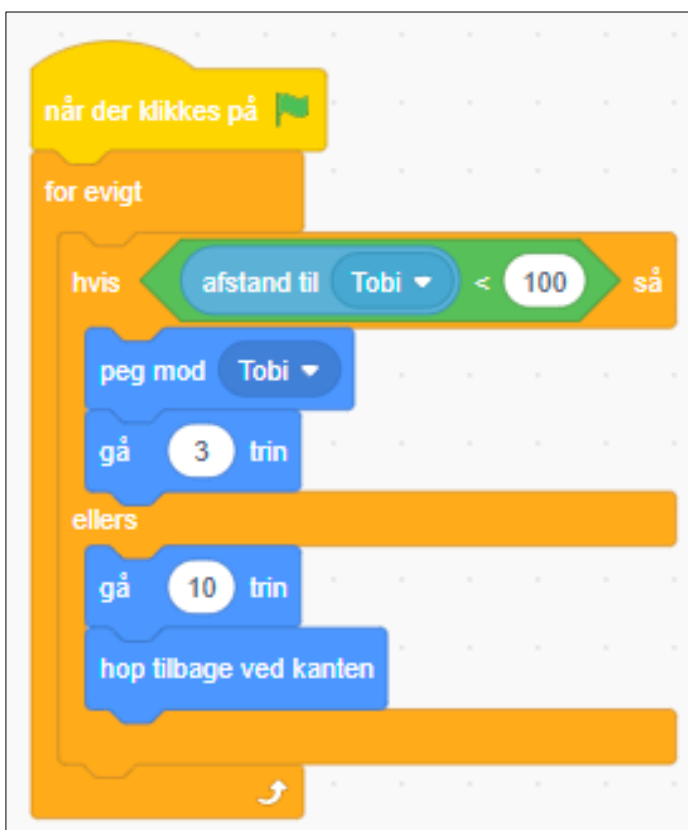 når der klikkes på
for evigt
hvis afstand til Tobi < 100 så
peg mod Tobi
gå 3 trin
ellers
gå 10 trin
hop tilbage ved kanten